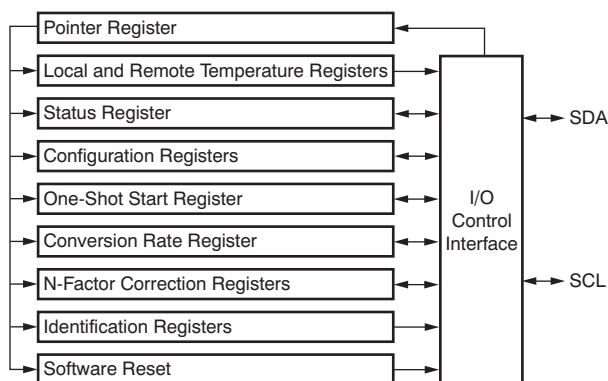 Pointer Register
Local and Remote Temperature Registers
Status Register
Configuration Registers
One-Shot Start Register
Conversion Rate Register
N-Factor Correction Registers
Identification Registers
Software Reset
I/O
Control
Interface
SDA
SCL